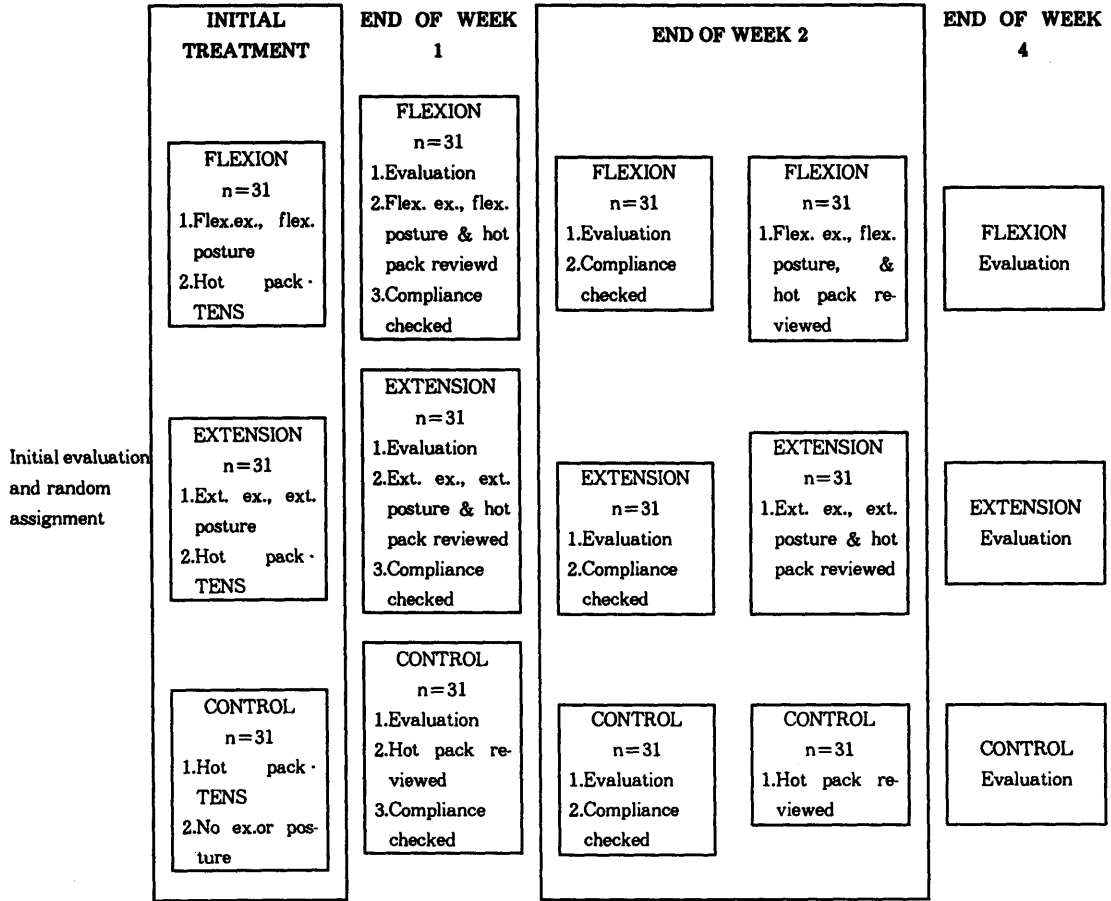 INITIAL
TREATMENT
END OF WEEK
1
END OF WEEK 2
END OF WEEK
4
Initial evaluation
and random
assignment
FLEXION
n=31
1.Flex.ex., flex.
posture
2.Hot pack·
TENS
FLEXION
n=31
1.Evaluation
2.Flex. ex., flex.
posture & hot
pack reviewd
3.Compliance
checked
FLEXION
n=31
1.Evaluation
2.Compliance
checked
FLEXION
n=31
1.Flex. ex., flex.
posture, &
hot pack re-
viewed
FLEXION
Evaluation
EXTENSION
n=31
1.Ext. ex., ext.
posture
2.Hot pack·
TENS
EXTENSION
n=31
1.Evaluation
2.Ext. ex., ext.
posture & hot
pack reviewed
3.Compliance
checked
EXTENSION
n=31
1.Evaluation
2.Compliance
checked
EXTENSION
n=31
1.Ext. ex., ext.
posture & hot
pack reviewed
EXTENSION
Evaluation
CONTROL
n=31
1.Hot pack·
TENS
2.No ex.or pos-
ture
CONTROL
n=31
1.Evaluation
2.Hot pack re-
viewed
3.Compliance
checked
CONTROL
n=31
1.Evaluation
2.Compliance
checked
CONTROL
n=31
1.Hot pack re-
viewed
CONTROL
Evaluation